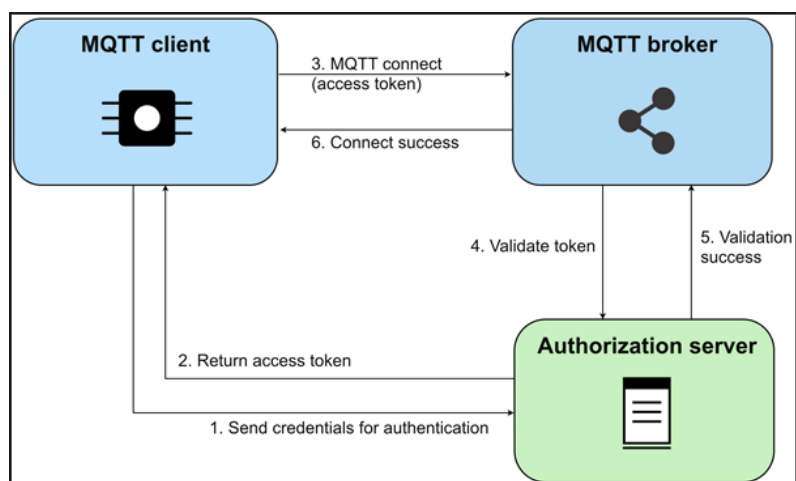 MQTT client
MQTT broker
3. MQTT connect
(access token)
6. Connect success
4. Validate token
5. Validation
success
Authorization server
2. Return access token
1. Send credentials for authentication